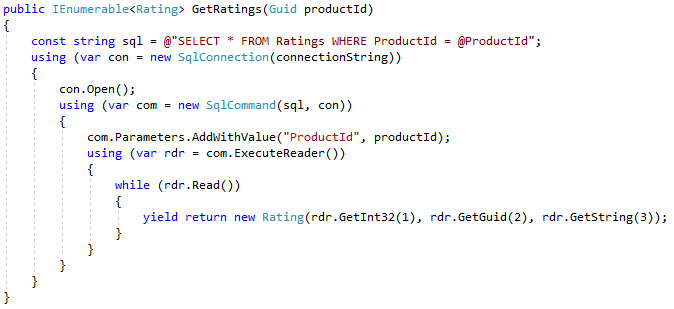 public IEnumerable<Rating> GetRatings(Guid productId)
{
    const string sql = @"SELECT * FROM Ratings WHERE ProductId = @ProductId";
    using (var con = new SqlConnection(connectionString))
    {
        con.Open();
        using (var com = new SqlCommand(sql, con))
        {
            com.Parameters.AddWithValue("ProductId", productId);
            using (var rdr = com.ExecuteReader())
            {
                while (rdr.Read())
                {
                    yield return new Rating(rdr.GetInt32(1), rdr.GetGuid(2), rdr.GetString(3));
                }
            }
        }
    }
}